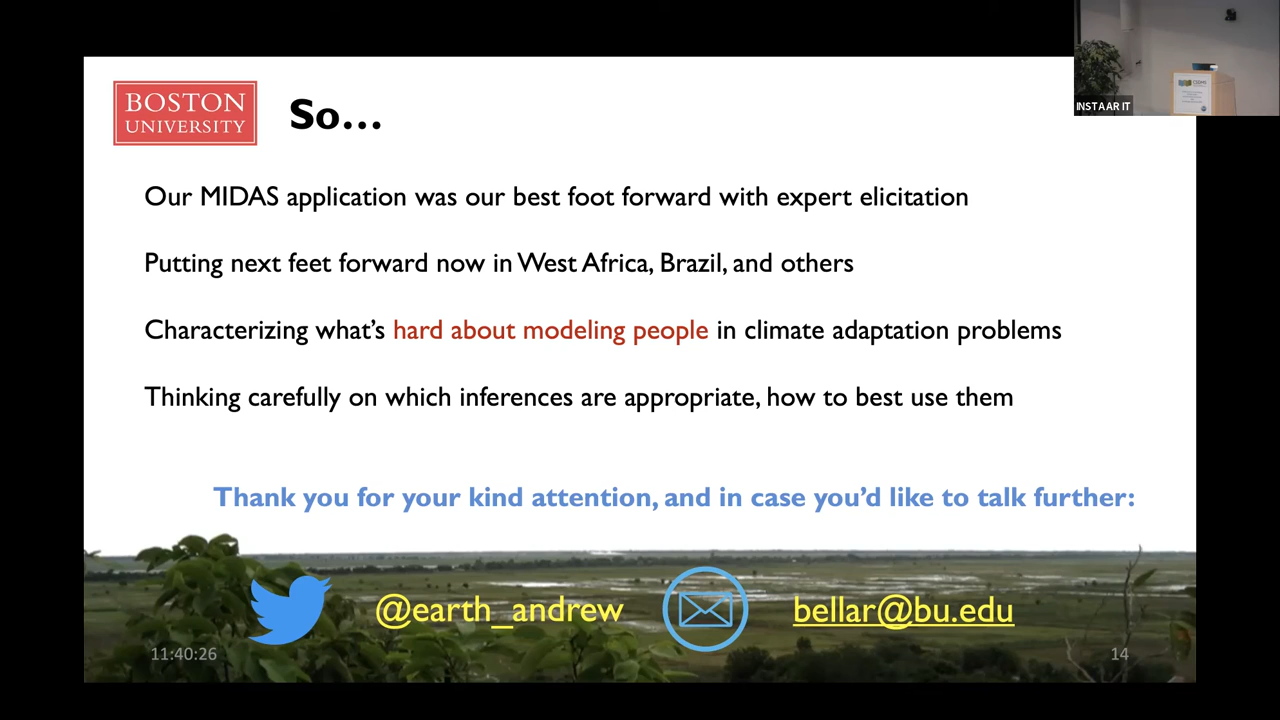 BOSTON
UNIVERSITY
So...
INSTAAR IT
Our MIDAS application was our best foot forward with expert elicitation
Putting next feet forward now in West Africa, Brazil, and others
Characterizing what's hard about modeling people in climate adaptation problems
Thinking carefully on which inferences are appropriate, how to best use them
Thank you for your kind attention, and in case you'd like to talk further:
@earth_andrew
bellar@bu.edu
11:40:26
14